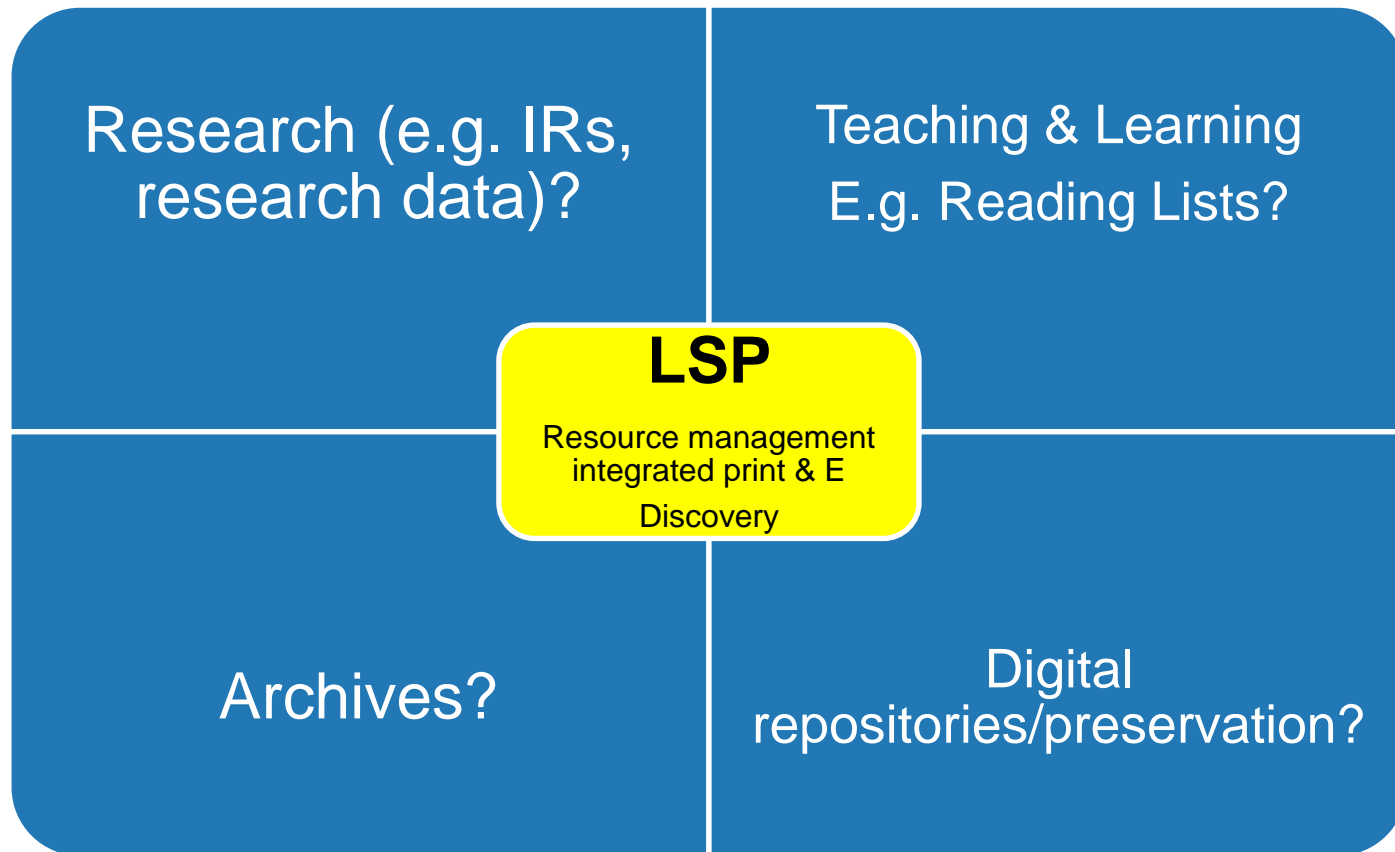 Research (e.g. IRs,
research data)?
Teaching & Learning
E.g. Reading Lists?
LSP
Resource management
integrated print & E
Discovery
Archives?
Digital
repositories/preservation?